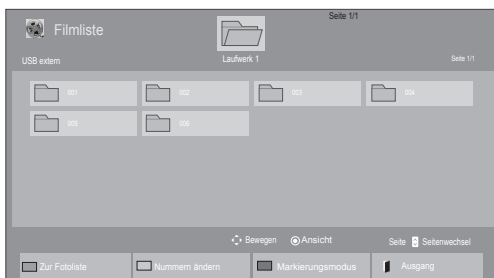 Seite 1/1
Filmliste
USB extern
Laufwerk 1
Seite 1/1
001 002 003 004
005 006
Bewegen Ansicht Seite Seitenwechsel
Zur Fotoliste Nummern ändern Markierungsmodus Ausgang